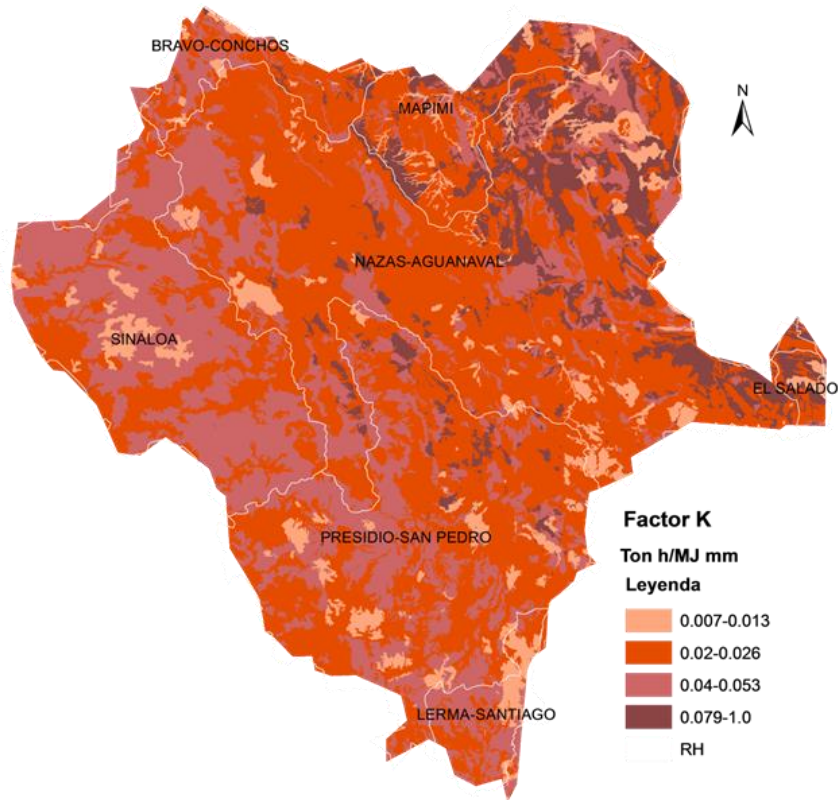 BRAVO-CONCHOS
MAPIMI
N
NAZAS-AGUANAVAL
SINALOA
EL SALADO
PRESIDIO-SAN PEDRO
LERMA-SANTIAGO
Factor K
Ton h/MJ mm
Leyenda
0.007-0.013
0.02-0.026
0.04-0.053
0.079-1.0
RH